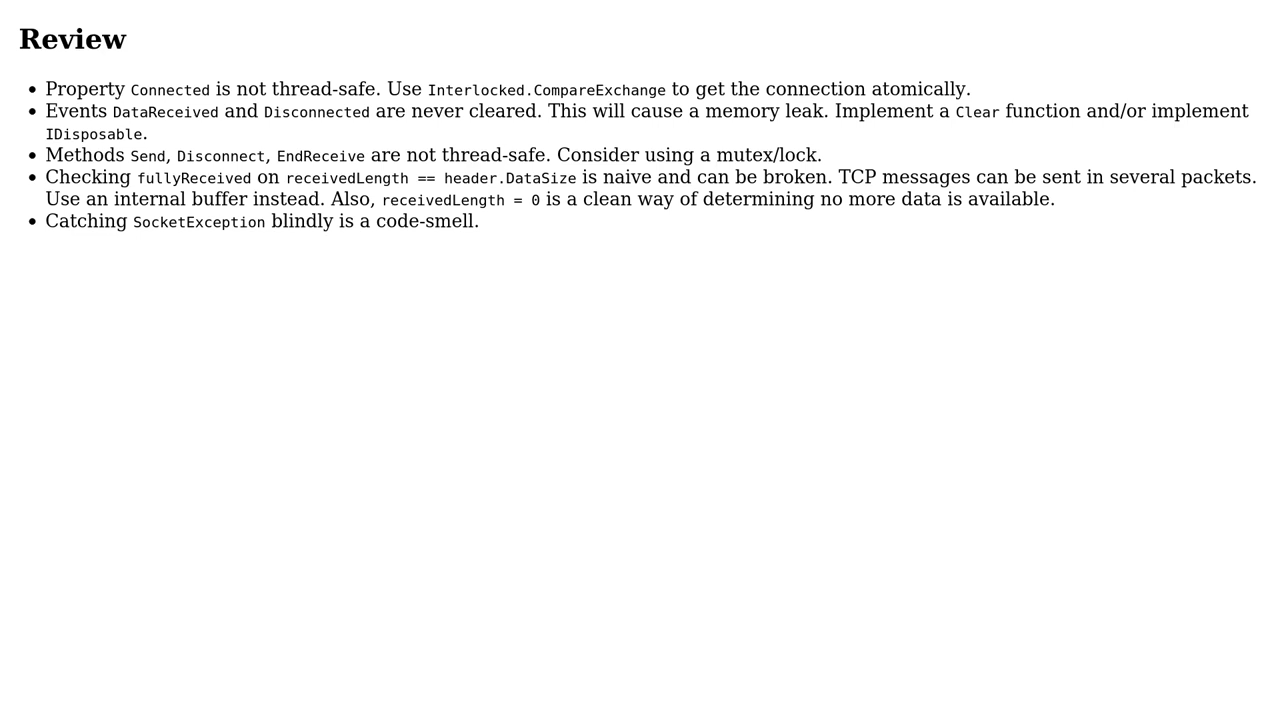 Review
• Property Connected is not thread-safe. Use Interlocked.CompareExchange to get the connection atomically.
• Events DataReceived and Disconnected are never cleared. This will cause a memory leak. Implement a Clear function and/or implement
IDisposable.
• Methods Send, Disconnect, EndReceive are not thread-safe. Consider using a mutex/lock.
• Checking fullyReceived on receivedLength == header.DataSize is naive and can be broken. TCP messages can be sent in several packets.
Use an internal buffer instead. Also, receivedLength = 0 is a clean way of determining no more data is available.
• Catching SocketException blindly is a code-smell.